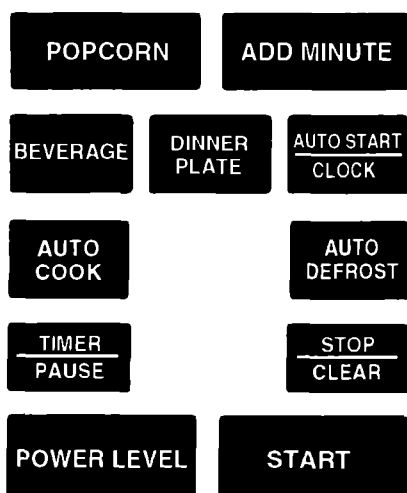 POPCORN
ADD MINUTE
BEVERAGE
DINNER
PLATE
AUTO START
CLOCK
AUTO
COOK
AUTO
DEFROST
TIMER
PAUSE
STOP
CLEAR
POWER LEVEL
START